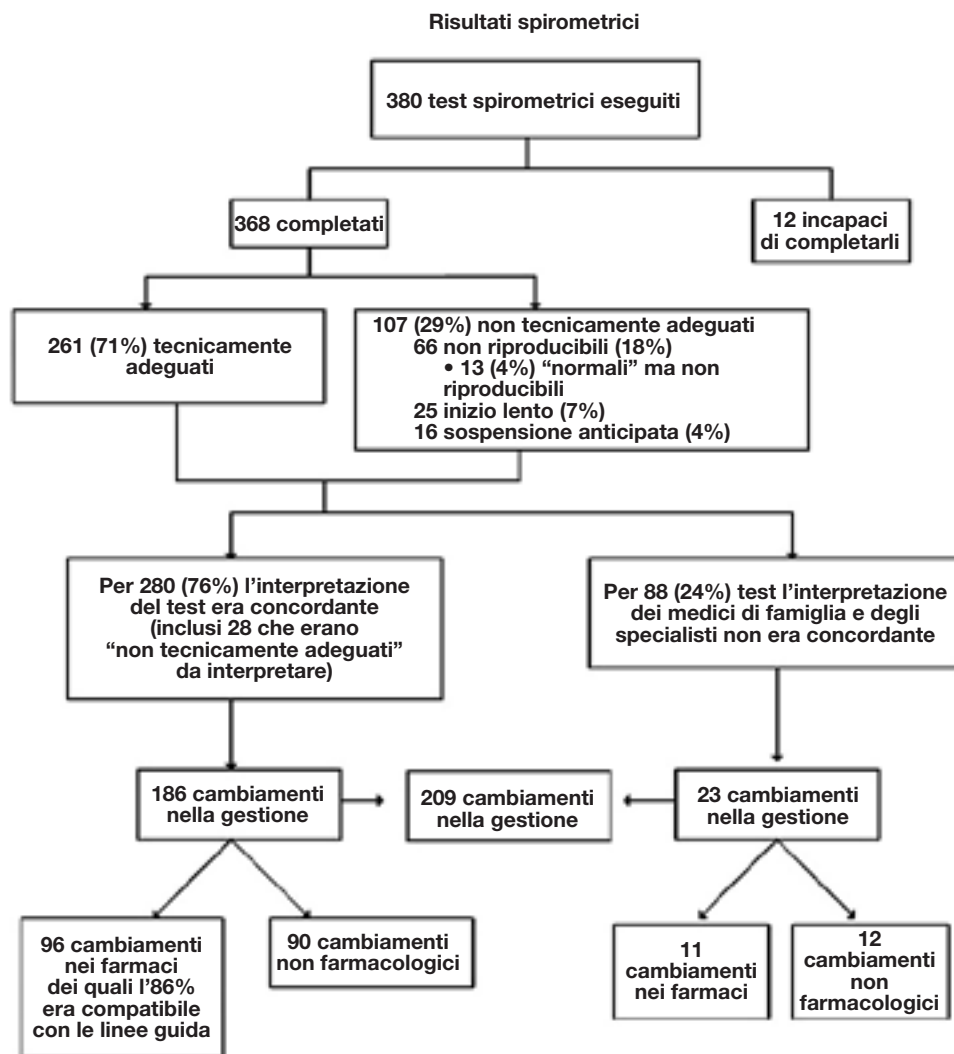 Risultati spirometrici
380 test spirometrici eseguiti
368 completati
12 incapaci
di completarli
261 (71%) tecnicamente
adeguati
107 (29%) non tecnicamente adeguati
66 non riproducibili (18%)
• 13 (4%) “normali” ma non
riproducibili
25 inizio lento (7%)
16 sospensione anticipata (4%)
Per 280 (76%) l’interpretazione
del test era concordante
(inclusi 28 che erano
“non tecnicamente adeguati”
da interpretare)
Per 88 (24%) test l’interpretazione
dei medici di famiglia e degli
specialisti non era concordante
186 cambiamenti
nella gestione
209 cambiamenti
nella gestione
23 cambiamenti
nella gestione
96 cambiamenti
nei farmaci
dei quali l’86%
era compatibile
con le linee guida
90 cambiamenti
non farmacologici
11
cambiamenti
nei farmaci
12
cambiamenti
non
farmacologici